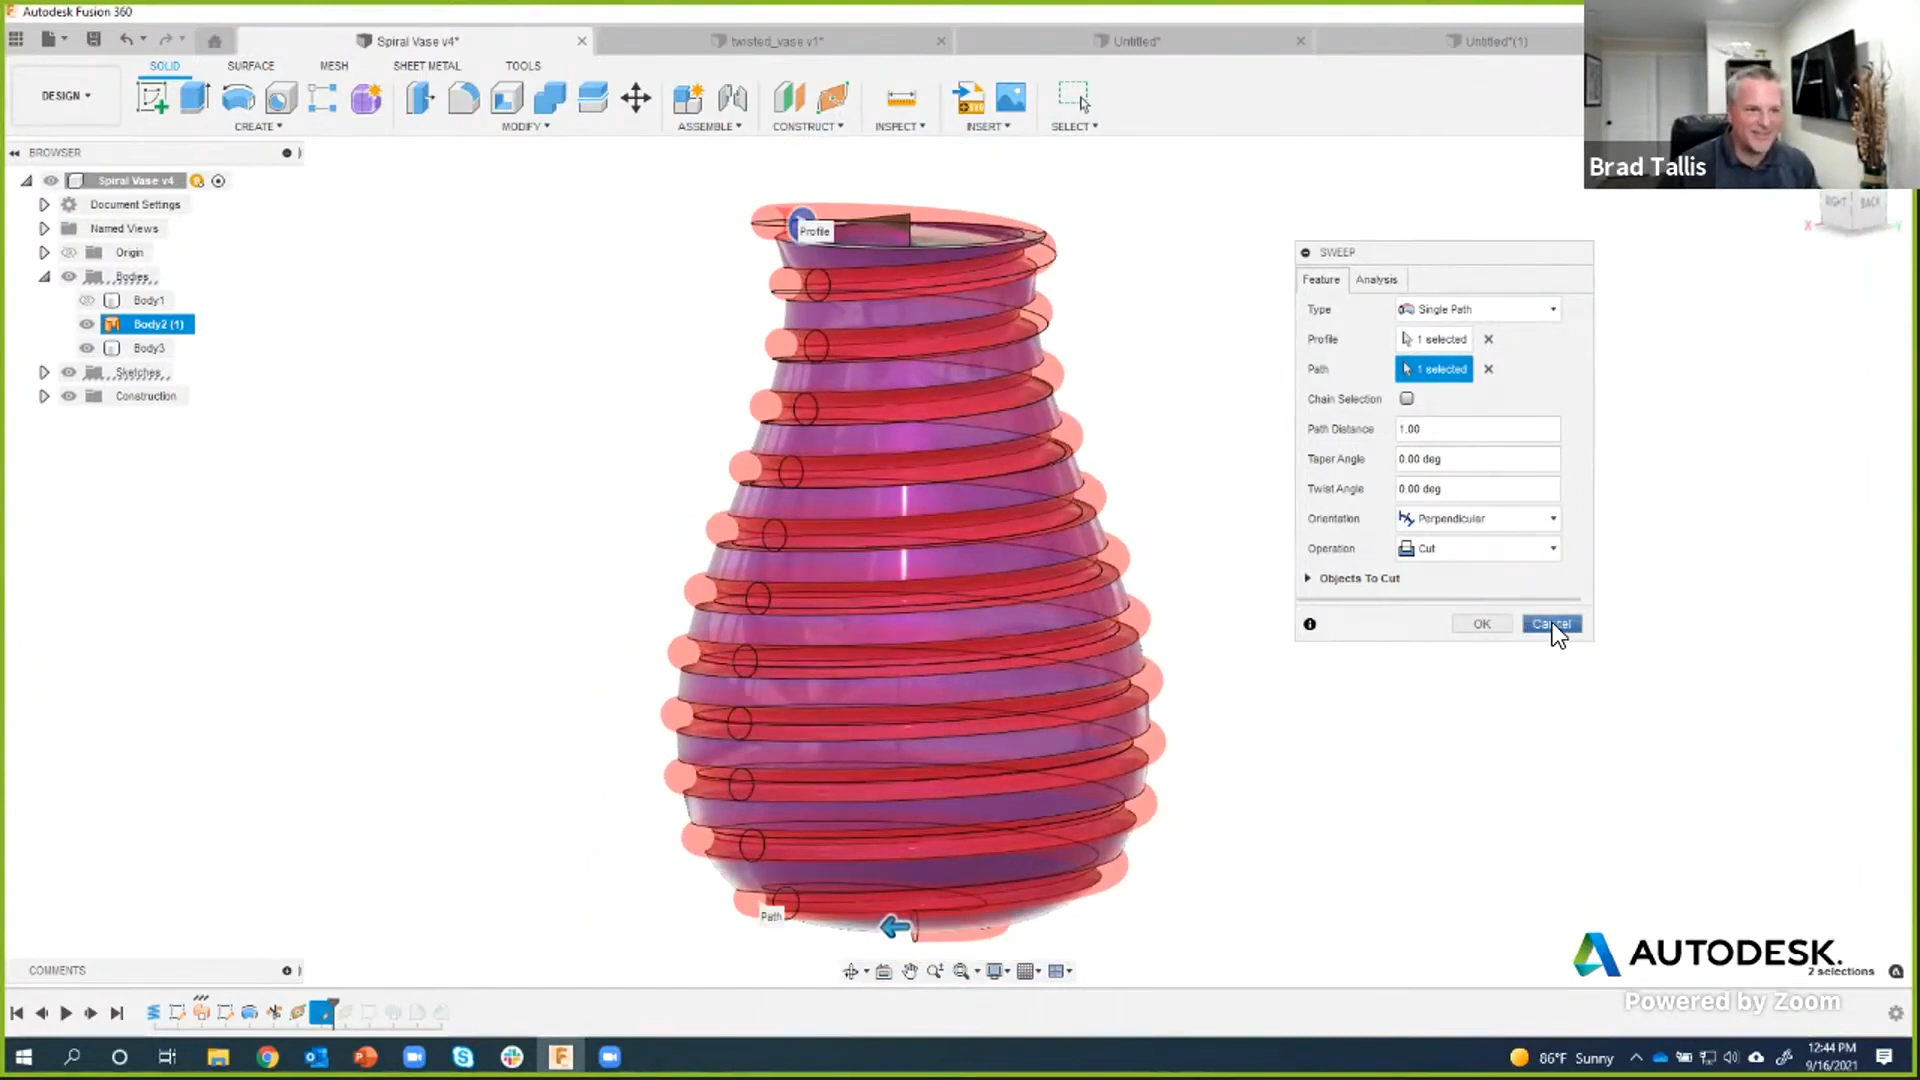 Autodesk Fusion 360
Spiral Vase v4*
twisted_vase v1*
Untitled*
Untitled*(1)
SOLID
SURFACE
MESH
SHEET METAL
TOOLS
DESIGN
CREATE
MODIFY
ASSEMBLE
CONSTRUCT
INSPECT
INSERT
SELECT
Brad Tallis
BROWSER
Spiral Vase v4
Document Settings
Named Views
Origin
Bodies
Body1
Body2 (1)
Body3
Sketches
Construction
RIGHT
BACK
X
Y
Profile
Path
SWEEP
Feature
Analysis
Type
Single Path
Profile
1 selected
Path
1 selected
Chain Selection
Path Distance
1.00
Taper Angle
0.00 deg
Twist Angle
0.00 deg
Orientation
Perpendicular
Operation
Cut
Objects To Cut
OK
Cancel
AUTODESK.
2 selections
Powered by Zoom
COMMENTS
86°F Sunny
12:44 PM
9/16/2021